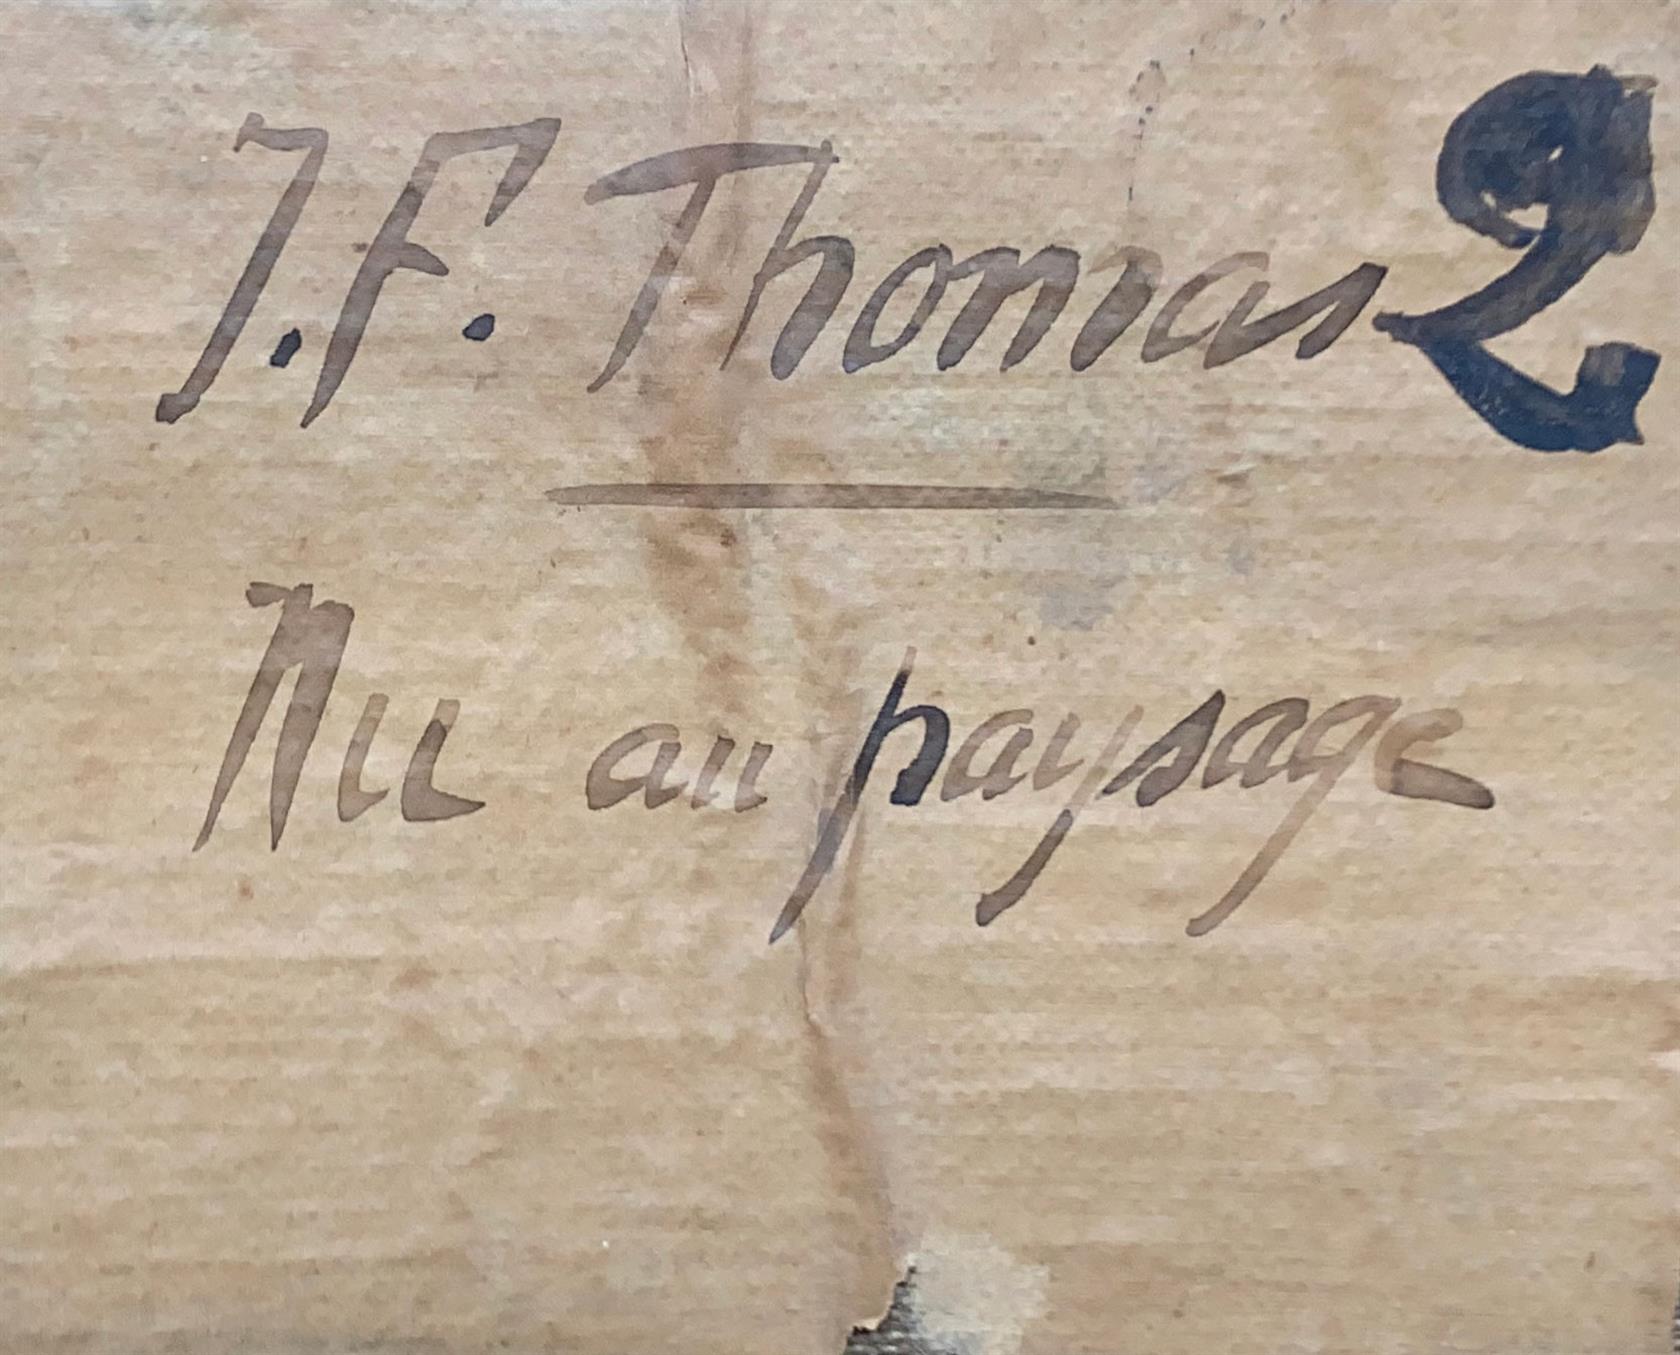 J.F. Thomas 2
Nu au paysage